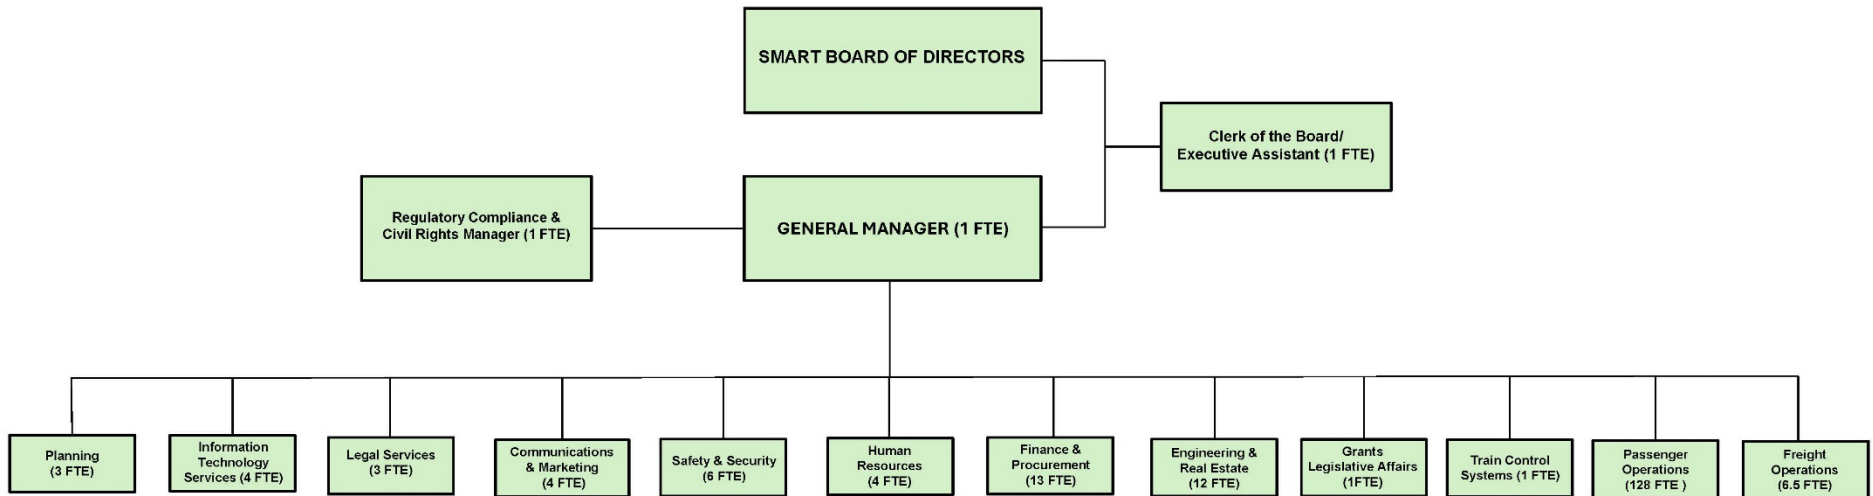 SMART BOARD OF DIRECTORS
Clerk of the Board/
Executive Assistant (1 FTE)
Regulatory Compliance &
Civil Rights Manager (1 FTE)
GENERAL MANAGER (1 FTE)
Planning
(3 FTE)
Information
Technology
Services (4 FTE)
Legal Services
(3 FTE)
Communications
& Marketing
(4 FTE)
Safety & Security
(6 FTE)
Human
Resources
(4 FTE)
Finance &
Procurement
(13 FTE)
Engineering &
Real Estate
(12 FTE)
Grants
Legislative Affairs
(1FTE)
Train Control
Systems (1 FTE)
Passenger
Operations
(128 FTE )
Freight
Operations
(6.5 FTE)